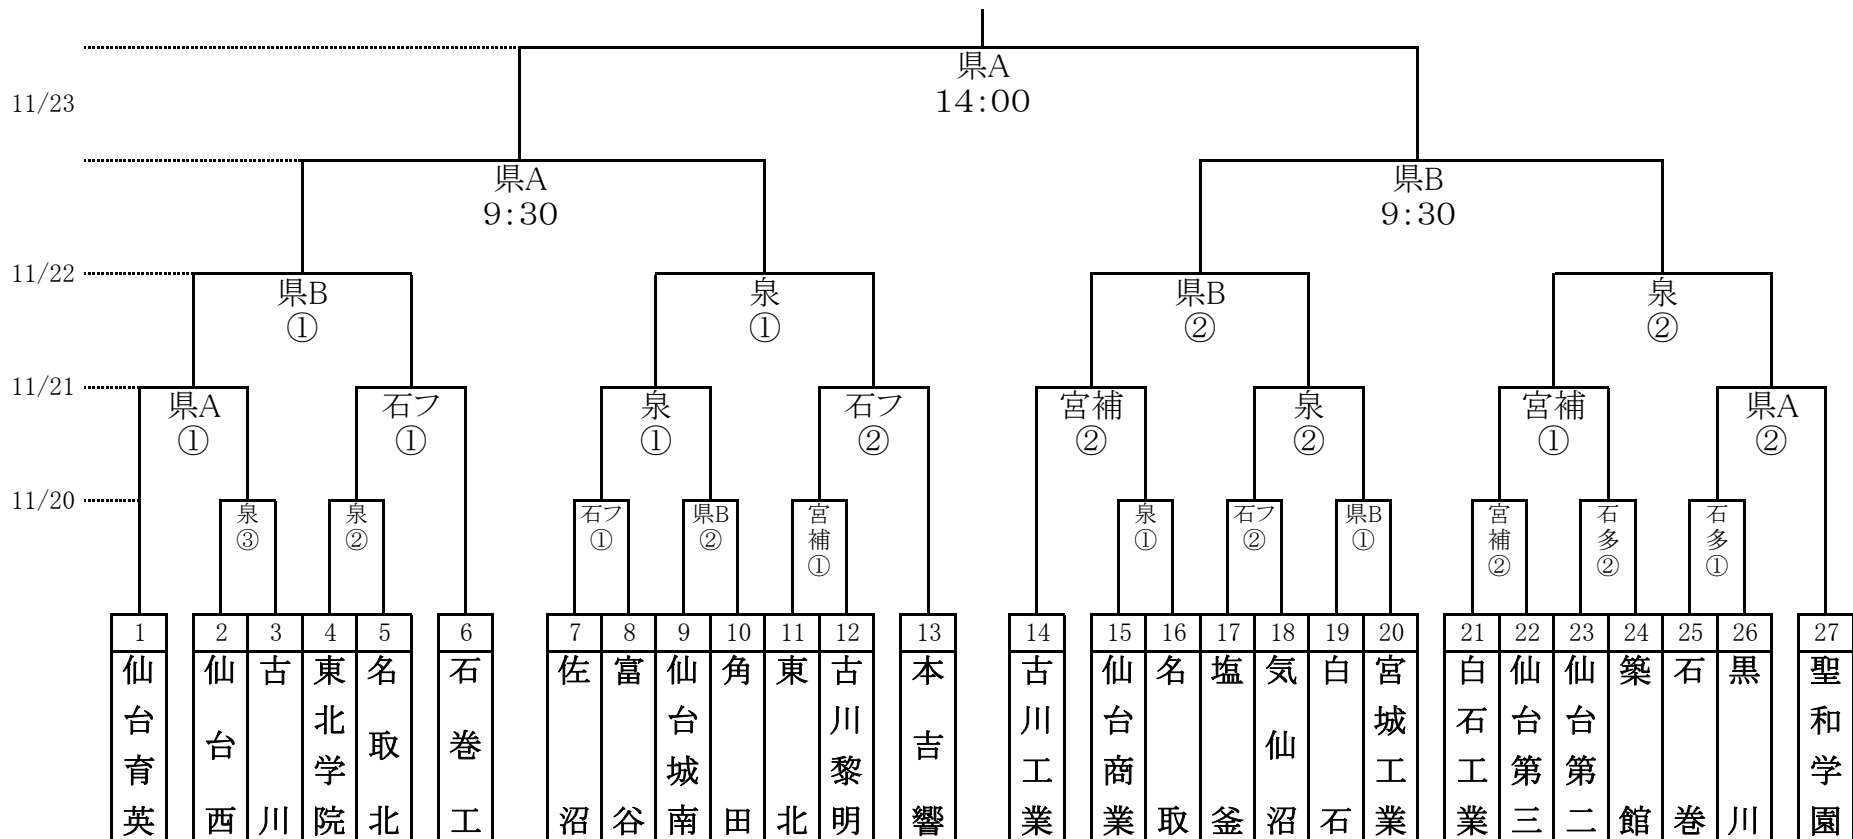 県A
14:00
11/23
県A
9:30
県B
9:30
11/22
県B
①
泉
①
県B
②
泉
②
11/21
県A
①
石フ
①
泉
①
石フ
②
宮補
②
泉
②
宮補
①
県A
②
11/20
泉
③
泉
②
石フ
①
県B
②
宮補①
泉
①
石フ
②
県B
①
宮補②
石多②
石多①
1 2 3 4 5 6 7 8 9 10 11 12 13 14 15 16 17 18 19 20 21 22 23 24 25 26 27
仙台育英
仙台西
古川
東北学院
名取北
石巻工
佐沼
富谷
仙台城南
角田
東北
古川黎明
本吉響
古川工業
仙台商業
名取
塩釜
気仙沼
白石
宮城工業
白石工業
仙台第三
仙台第二
築館
石巻
黒川
聖和学園